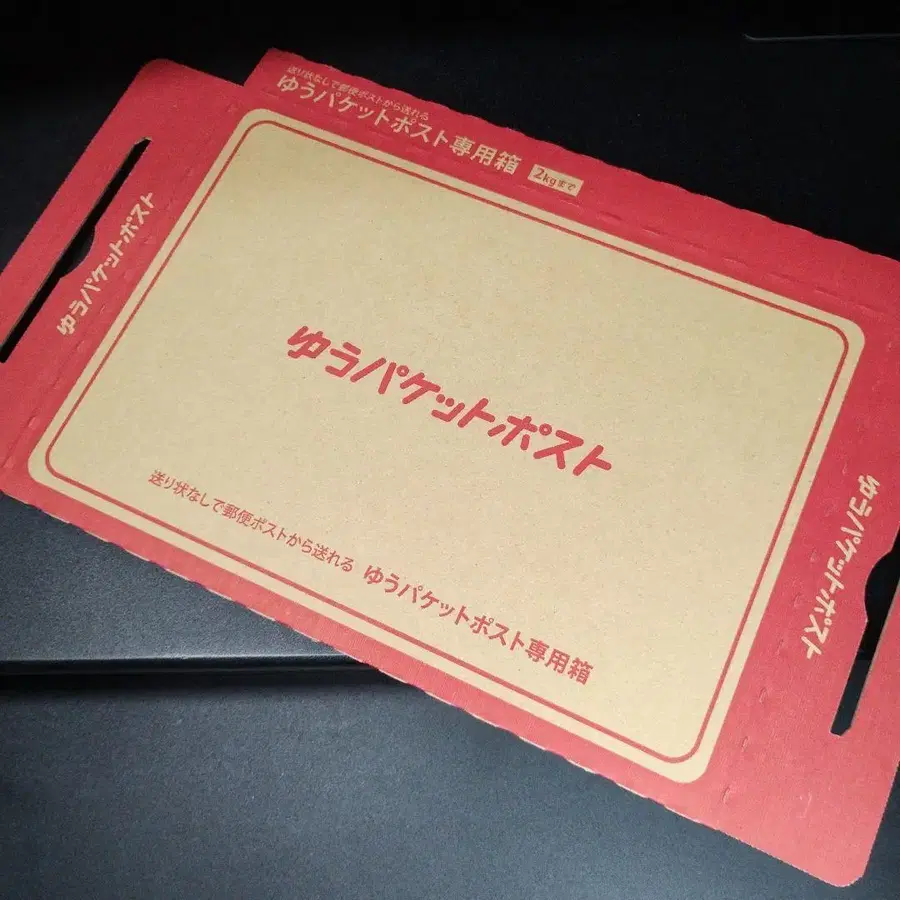 送り状なしで郵便ポストから送れる
ゆうパケットポスト専用箱 2kgまで
ゆうパケットポスト
ゆうパケットポスト
送り状なしで郵便ポストから送れる ゆうパケットポスト専用箱
ゆうパケットポスト